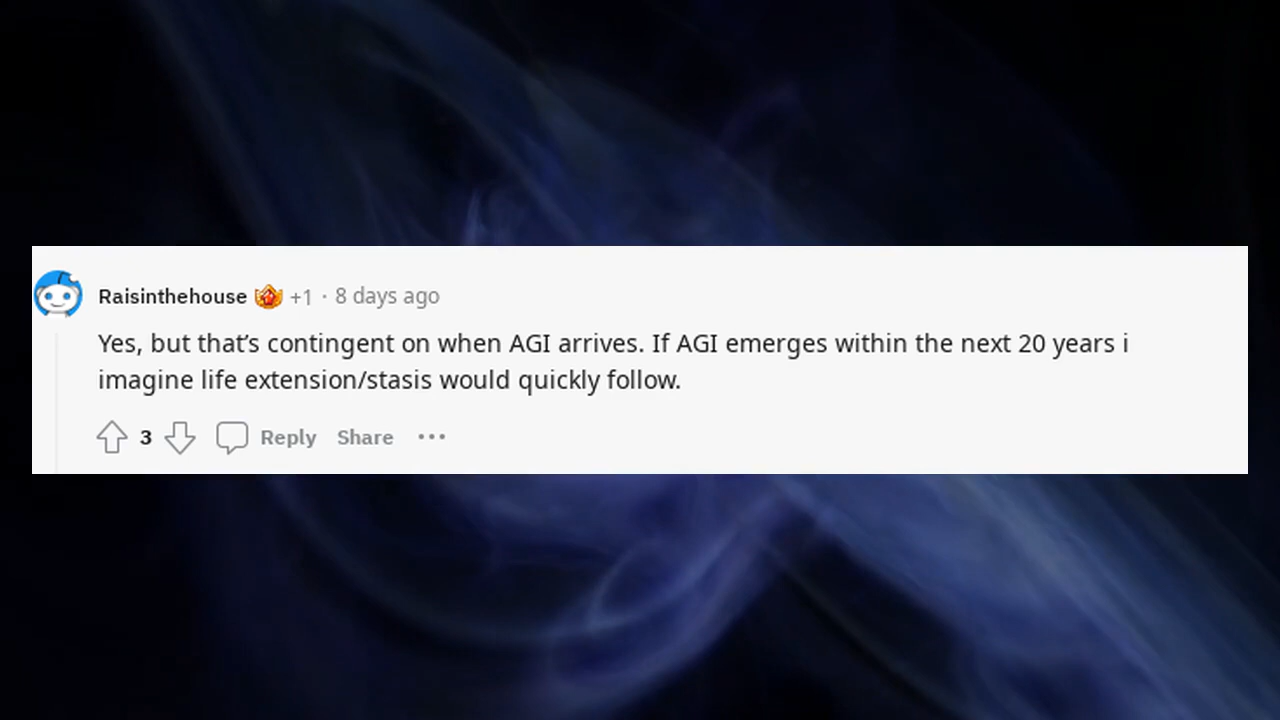 Raisinthehouse +1 · 8 days ago
Yes, but that’s contingent on when AGI arrives. If AGI emerges within the next 20 years i
imagine life extension/stasis would quickly follow.
3 Reply Share ···